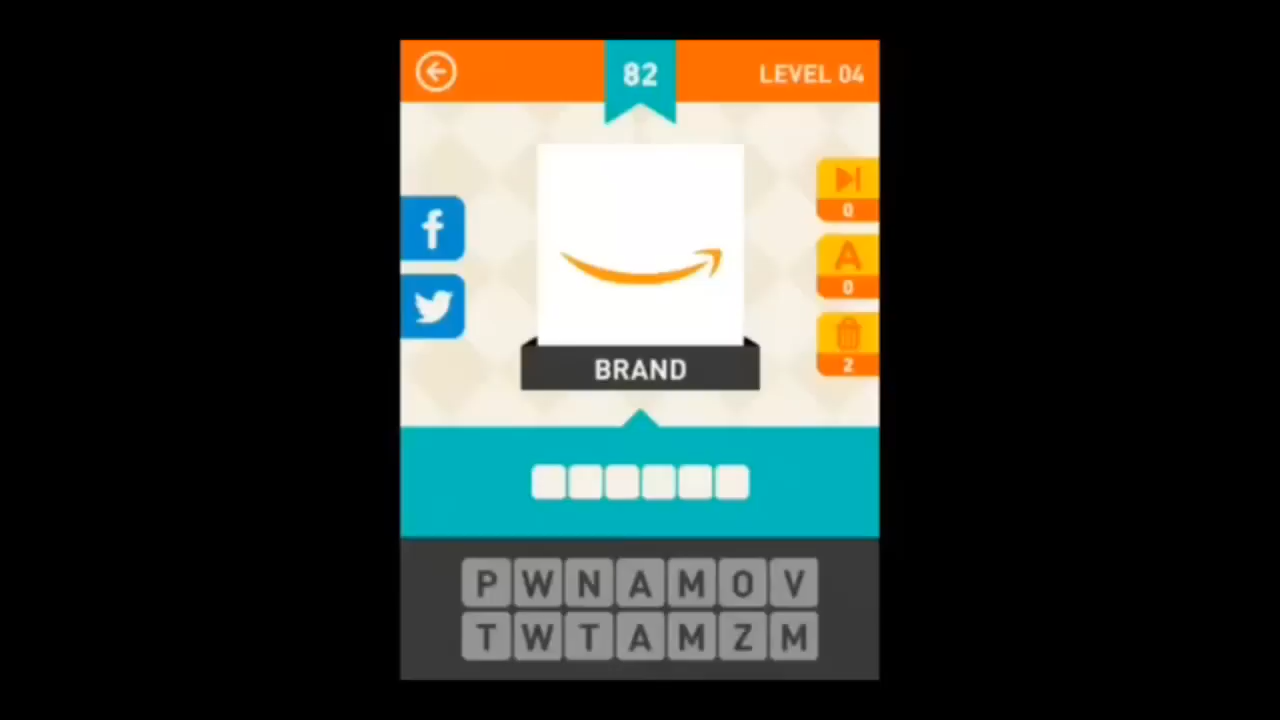 82
LEVEL 04
f
0
A
0
2
BRAND
P W N A M O V
T W T A M Z M